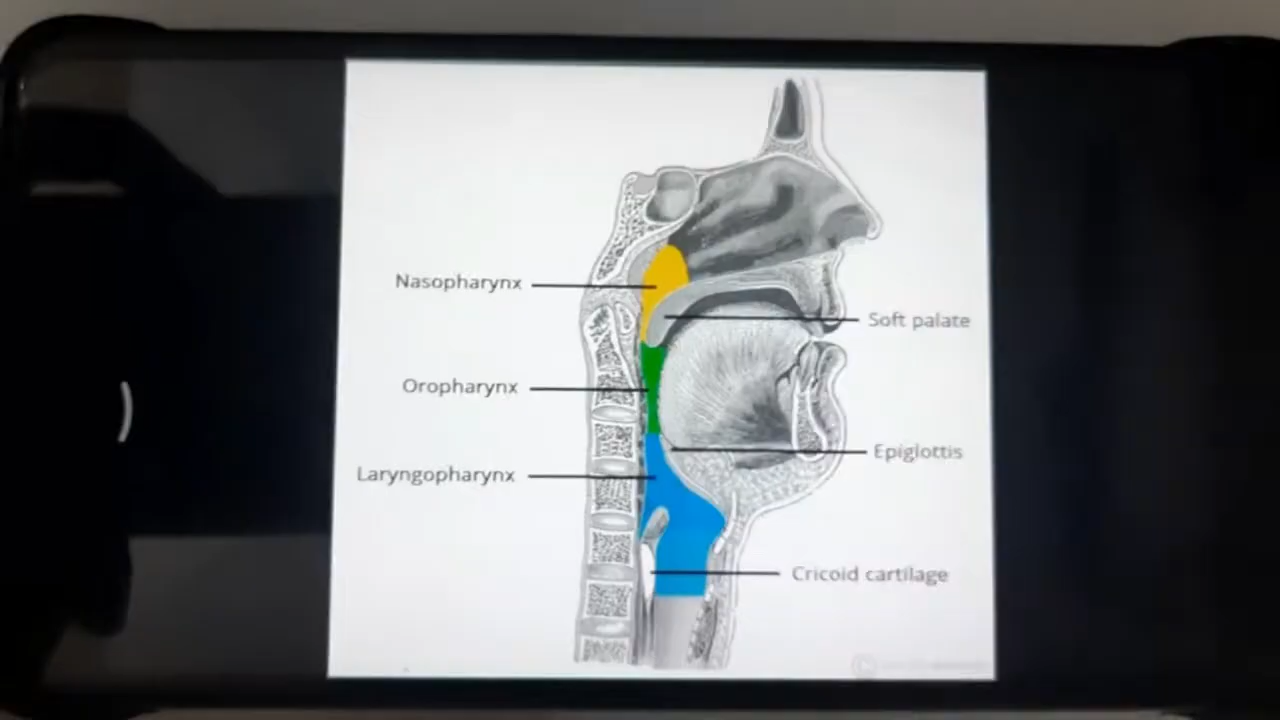 Nasopharynx
Soft palate
Oropharynx
Epiglottis
Laryngopharynx
Cricoid cartilage